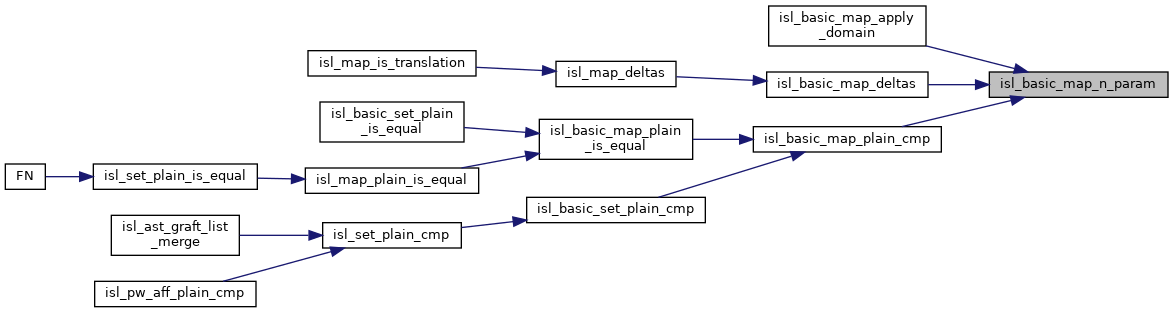 isl_basic_map_apply
_domain
isl_map_is_translation
isl_map_deltas
isl_basic_map_deltas
isl_basic_map_n_param
isl_basic_set_plain
_is_equal
isl_basic_map_plain
_is_equal
isl_basic_map_plain_cmp
FN
isl_set_plain_is_equal
isl_map_plain_is_equal
isl_basic_set_plain_cmp
isl_ast_graft_list
_merge
isl_set_plain_cmp
isl_pw_aff_plain_cmp